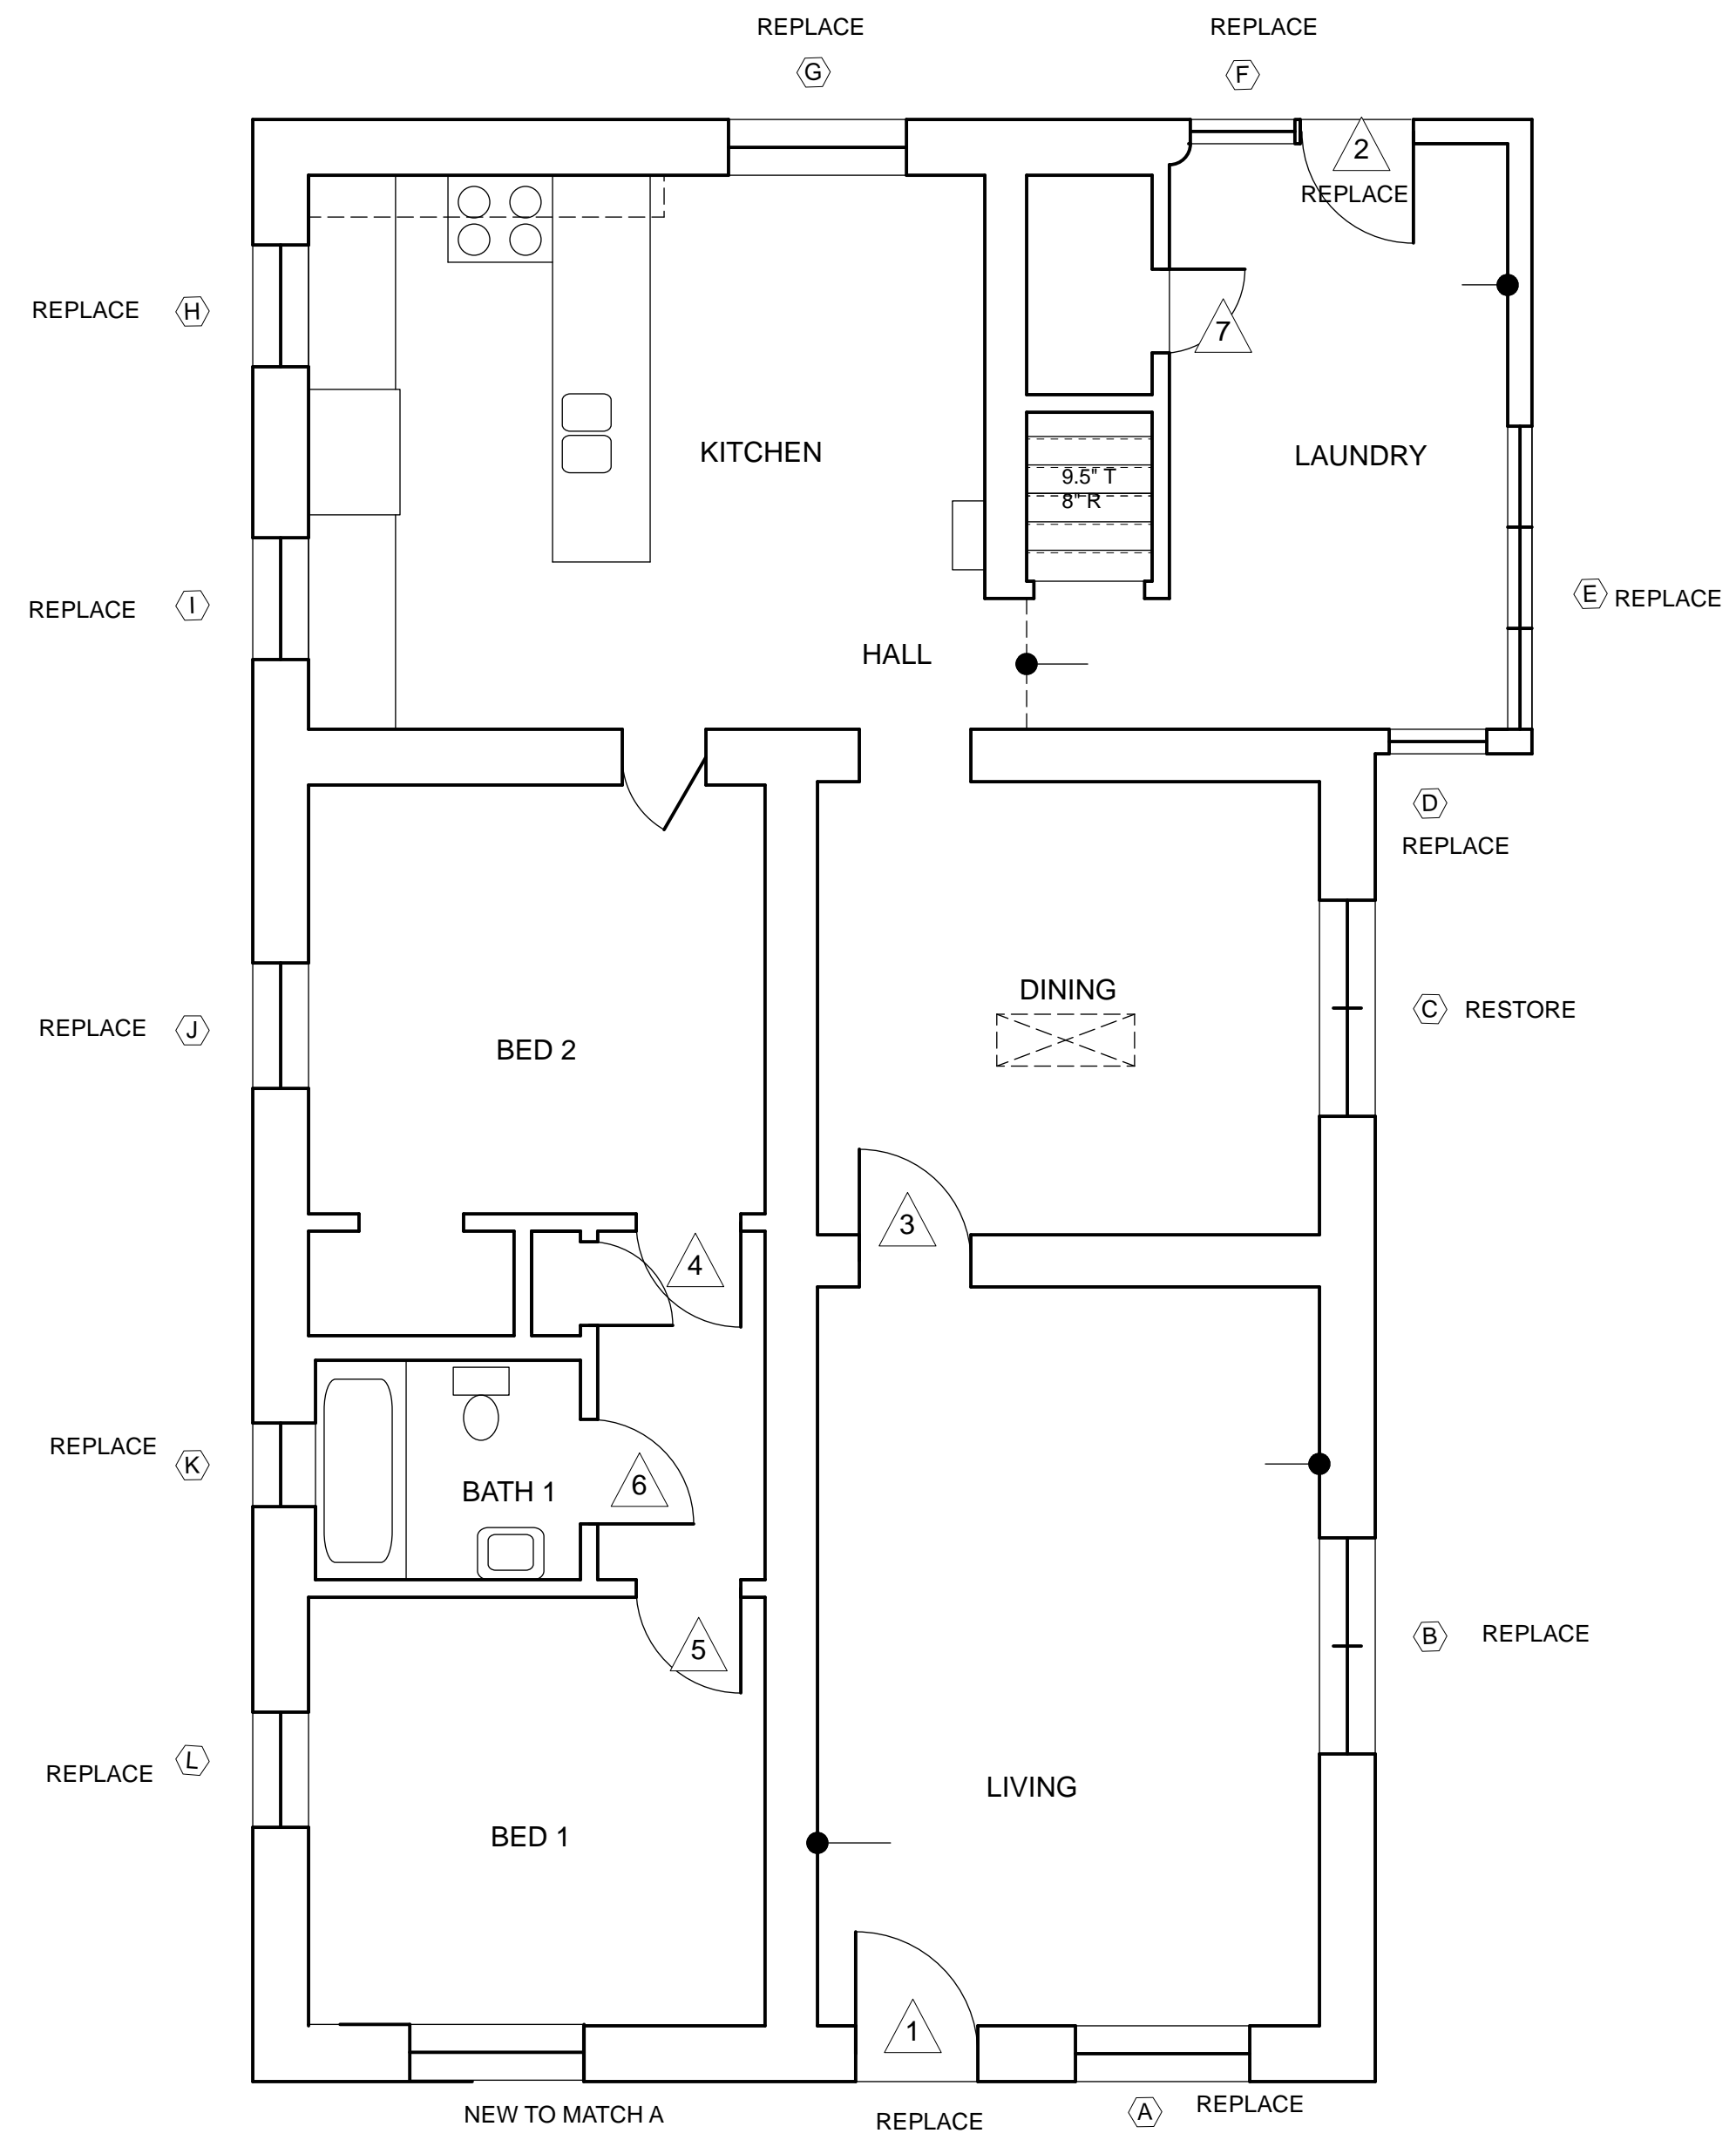 REPLACE
REPLACE
G
F
2
REPLACE
REPLACE
H
7
KITCHEN
LAUNDRY
9.5" T
8" R
E
REPLACE
REPLACE
I
HALL
D
REPLACE
DINING
C
RESTORE
REPLACE
J
BED 2
3
4
REPLACE
K
6
BATH 1
5
B
REPLACE
REPLACE
L
LIVING
BED 1
1
NEW TO MATCH A
REPLACE
A
REPLACE